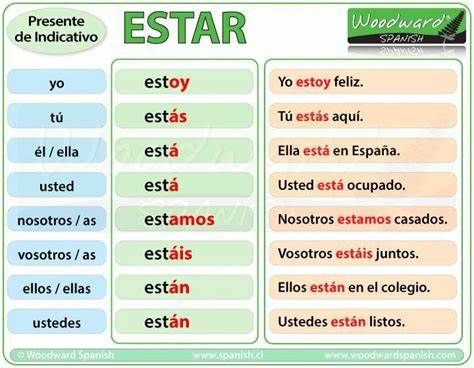 Presente
de Indicativo
ESTAR
Woodward®
SPANISH
yo estoy Yo estoy feliz.
tú estás Tú estás aquí.
él / ella está Ella está en España.
usted está Usted está ocupado.
nosotros / as estamos Nosotros estamos casados.
vosotros / as estáis Vosotros estáis juntos.
ellos / ellas están Ellos están en el colegio.
ustedes están Ustedes están listos.
© Woodward Spanish www.spanish.cl www.woodwardspanish.com